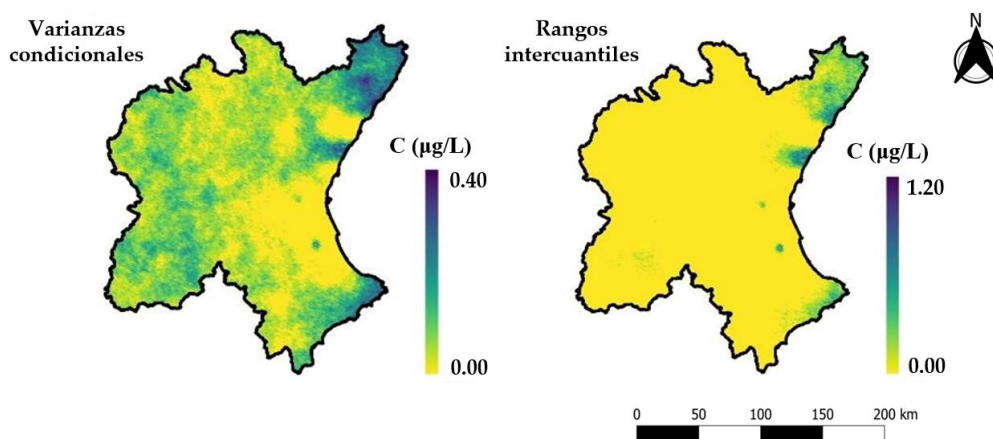 Varianzas
condicionales
C (µg/L)
0.40
0.00
Rangos
intercuantiles
C (µg/L)
1.20
0.00
N
0 50 100 150 200 km